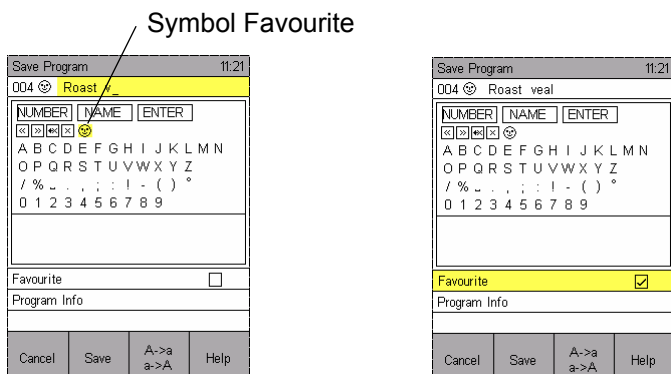 Symbol Favourite
Save Program 11:21
004 Roast v_
NUMBER NAME ENTER
« »
A B C D E F G H I J K L M N
O P Q R S T U V W X Y Z
/ % _ . , ; : ! - ( ) °
0 1 2 3 4 5 6 7 8 9
Favourite
Program Info
Cancel Save A->a a->A Help
Save Program 11:21
004 Roast veal
NUMBER NAME ENTER
« »
A B C D E F G H I J K L M N
O P Q R S T U V W X Y Z
/ % _ . , ; : ! - ( ) °
0 1 2 3 4 5 6 7 8 9
Favourite
Program Info
Cancel Save A->a a->A Help